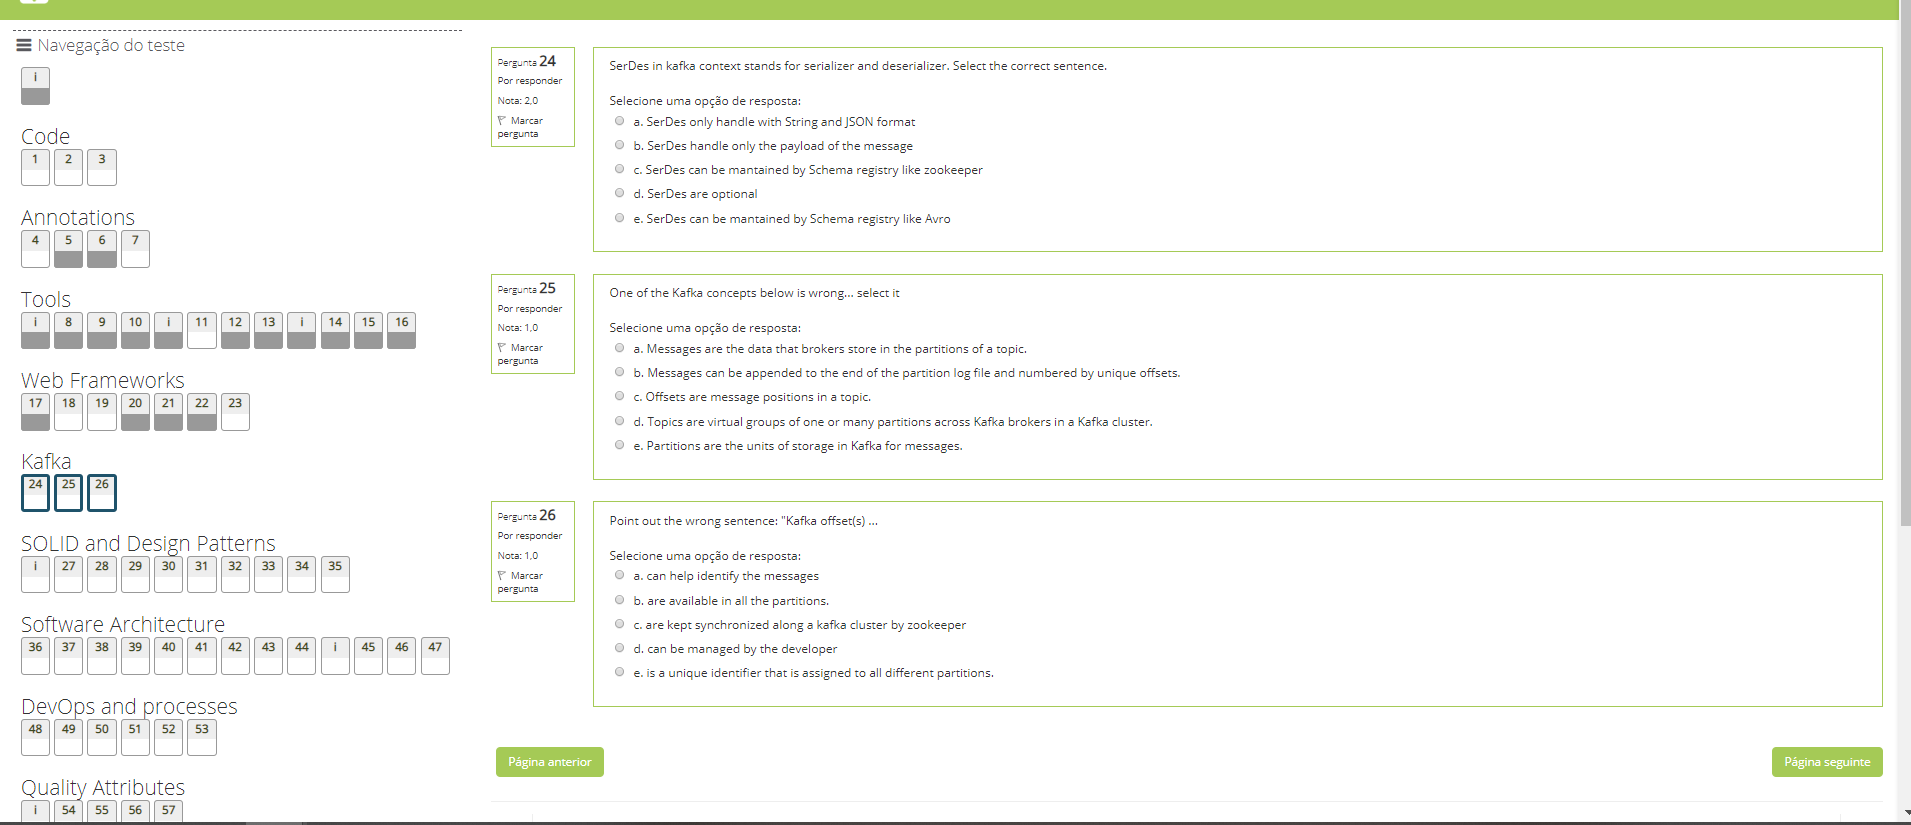 Navegação do teste
i
Code
1 2 3
Annotations
4 5 6 7
Tools
i 8 9 10 i 11 12 13 i 14 15 16
Web Frameworks
17 18 19 20 21 22 23
Kafka
24 25 26
SOLID and Design Patterns
i 27 28 29 30 31 32 33 34 35
Software Architecture
36 37 38 39 40 41 42 43 44 i 45 46 47
DevOps and processes
48 49 50 51 52 53
Quality Attributes
i 54 55 56 57
Pergunta 24
Por responder
Nota: 2,0
Marcar
pergunta
SerDes in kafka context stands for serializer and deserializer. Select the correct sentence.
Selecione uma opção de resposta:
a. SerDes only handle with String and JSON format
b. SerDes handle only the payload of the message
c. SerDes can be mantained by Schema registry like zookeeper
d. SerDes are optional
e. SerDes can be mantained by Schema registry like Avro
Pergunta 25
Por responder
Nota: 1,0
Marcar
pergunta
One of the Kafka concepts below is wrong... select it
Selecione uma opção de resposta:
a. Messages are the data that brokers store in the partitions of a topic.
b. Messages can be appended to the end of the partition log file and numbered by unique offsets.
c. Offsets are message positions in a topic.
d. Topics are virtual groups of one or many partitions across Kafka brokers in a Kafka cluster.
e. Partitions are the units of storage in Kafka for messages.
Pergunta 26
Por responder
Nota: 1,0
Marcar
pergunta
Point out the wrong sentence: "Kafka offset(s) ...
Selecione uma opção de resposta:
a. can help identify the messages
b. are available in all the partitions.
c. are kept synchronized along a kafka cluster by zookeeper
d. can be managed by the developer
e. is a unique identifier that is assigned to all different partitions.
Página anterior
Página seguinte